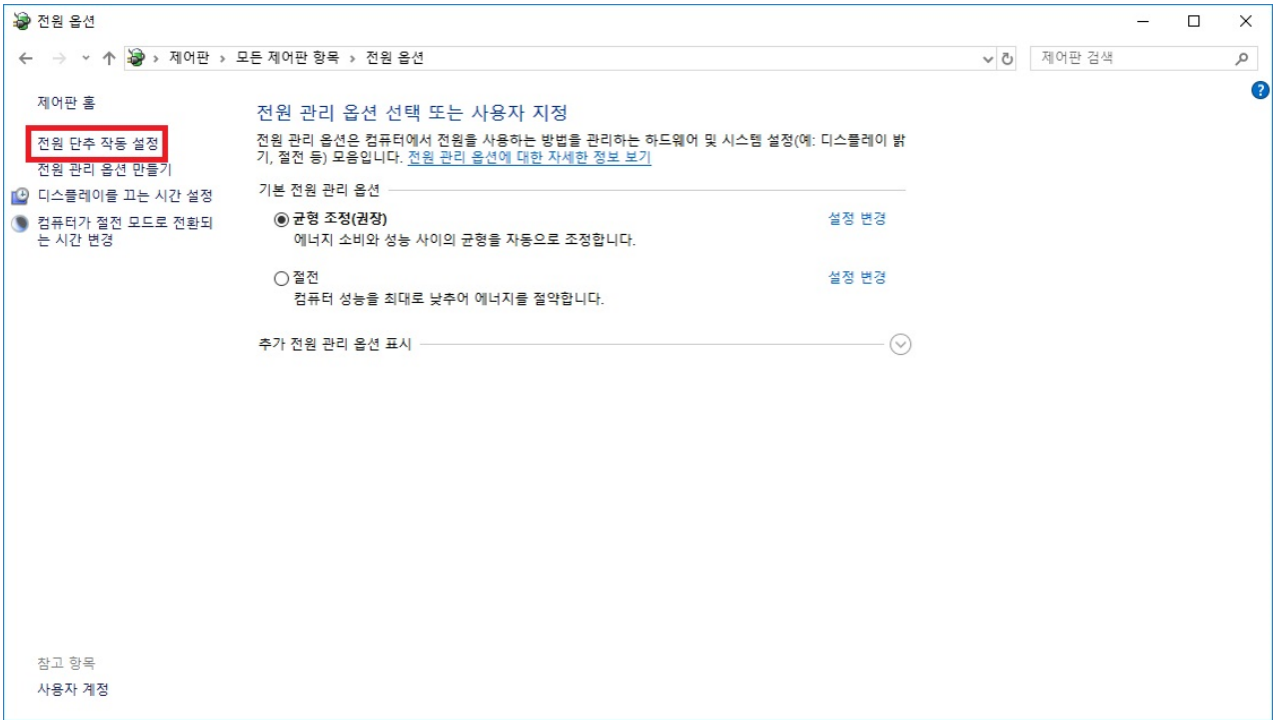 전원 옵션
제어판 › 모든 제어판 항목 › 전원 옵션
제어판 검색
제어판 홈
전원 단추 작동 설정
전원 관리 옵션 만들기
디스플레이를 끄는 시간 설정
컴퓨터가 절전 모드로 전환되
는 시간 변경
전원 관리 옵션 선택 또는 사용자 지정
전원 관리 옵션은 컴퓨터에서 전원을 사용하는 방법을 관리하는 하드웨어 및 시스템 설정(예: 디스플레이 밝
기, 절전 등) 모음입니다. 전원 관리 옵션에 대한 자세한 정보 보기
기본 전원 관리 옵션
균형 조정(권장) 설정 변경
에너지 소비와 성능 사이의 균형을 자동으로 조정합니다.
절전 설정 변경
컴퓨터 성능을 최대로 낮추어 에너지를 절약합니다.
추가 전원 관리 옵션 표시
참고 항목
사용자 계정